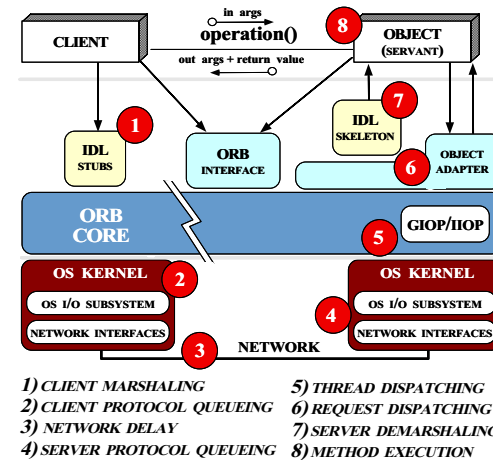 in args
operation()
out args + return value
CLIENT
8
OBJECT
(SERVANT)
1
IDL
STUBS
ORB
INTERFACE
7
IDL
SKELETON
6
OBJECT
ADAPTER
ORB
CORE
GIOP/IIOP
5
OS KERNEL
2
OS I/O SUBSYSTEM
NETWORK INTERFACES
OS KERNEL
4
OS I/O SUBSYSTEM
NETWORK INTERFACES
3
NETWORK
1) CLIENT MARSHALING
2) CLIENT PROTOCOL QUEUEING
3) NETWORK DELAY
4) SERVER PROTOCOL QUEUEING
5) THREAD DISPATCHING
6) REQUEST DISPATCHING
7) SERVER DEMARSHALING
8) METHOD EXECUTION